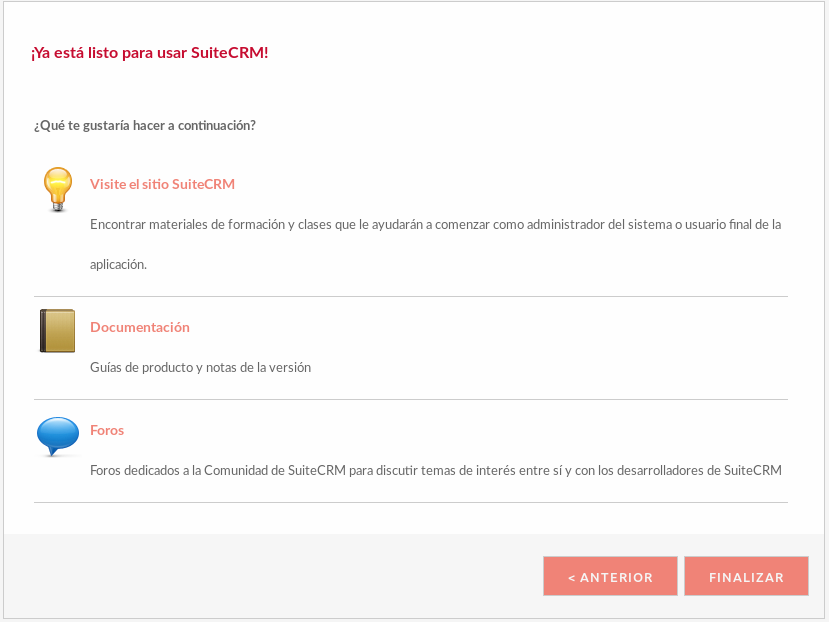 ¡Ya está listo para usar SuiteCRM!
¿Qué te gustaría hacer a continuación?
Visite el sitio SuiteCRM
Encontrar materiales de formación y clases que le ayudarán a comenzar como administrador del sistema o usuario final de la
aplicación.
Documentación
Guías de producto y notas de la versión
Foros
Foros dedicados a la Comunidad de SuiteCRM para discutir temas de interés entre sí y con los desarrolladores de SuiteCRM
< ANTERIOR FINALIZAR